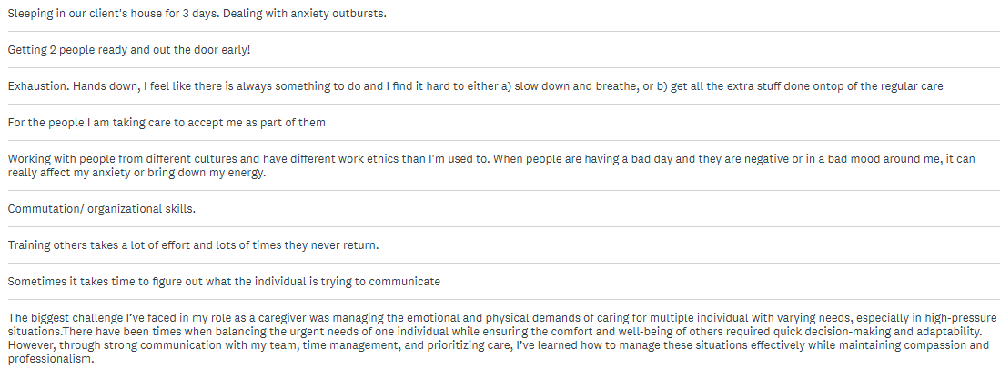 Sleeping in our client's house for 3 days. Dealing with anxiety outbursts.
Getting 2 people ready and out the door early!
Exhaustion. Hands down, I feel like there is always something to do and I find it hard to either a) slow down and breathe, or b) get all the extra stuff done ontop of the regular care
For the people I am taking care to accept me as part of them
Working with people from different cultures and have different work ethics than I'm used to. When people are having a bad day and they are negative or in a bad mood around me, it can
really affect my anxiety or bring down my energy.
Commutation/ organizational skills.
Training others takes a lot of effort and lots of times they never return.
Sometimes it takes time to figure out what the individual is trying to communicate
The biggest challenge I've faced in my role as a caregiver was managing the emotional and physical demands of caring for multiple individual with varying needs, especially in high-pressure
situations.There have been times when balancing the urgent needs of one individual while ensuring the comfort and well-being of others required quick decision-making and adaptability.
However, through strong communication with my team, time management, and prioritizing care, I've learned how to manage these situations effectively while maintaining compassion and
professionalism.